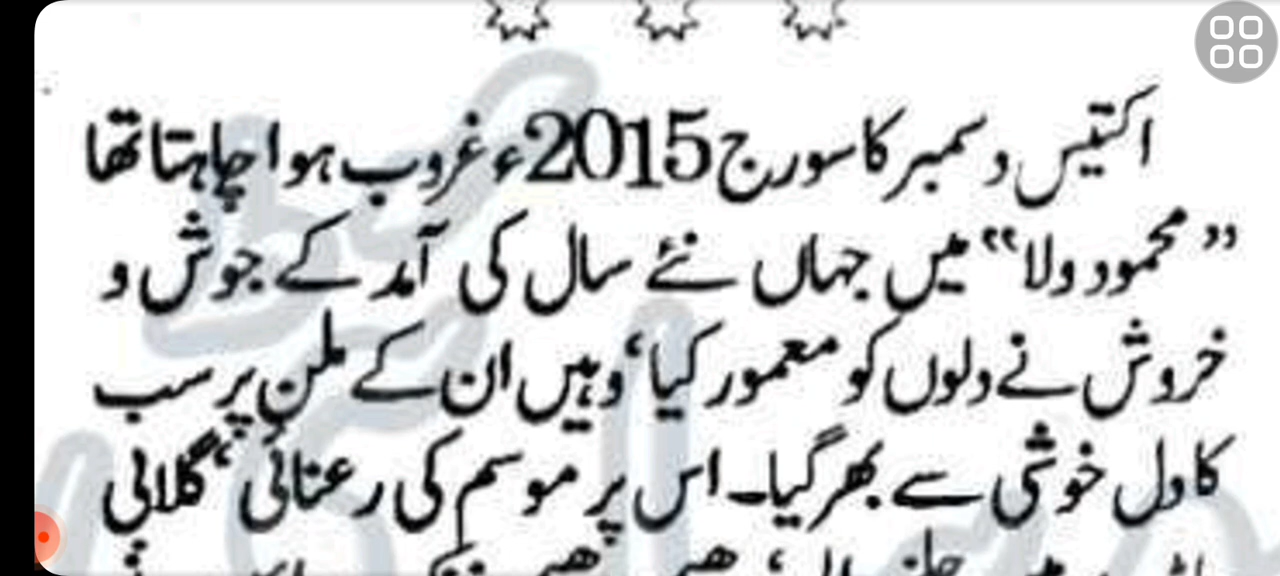 اکتیس دسمبر کا سورج 2015ء غروب ہوا چاہتا تھا
”محمود ولا“ میں جہاں نئے سال کی آمد کے جوش و
خروش نے دلوں کو معمور کیا‘ وہیں ان کے ملن پر سب
کا دل خوشی سے بھر گیا۔ اس پر موسم کی رعنائی‘ گلابی